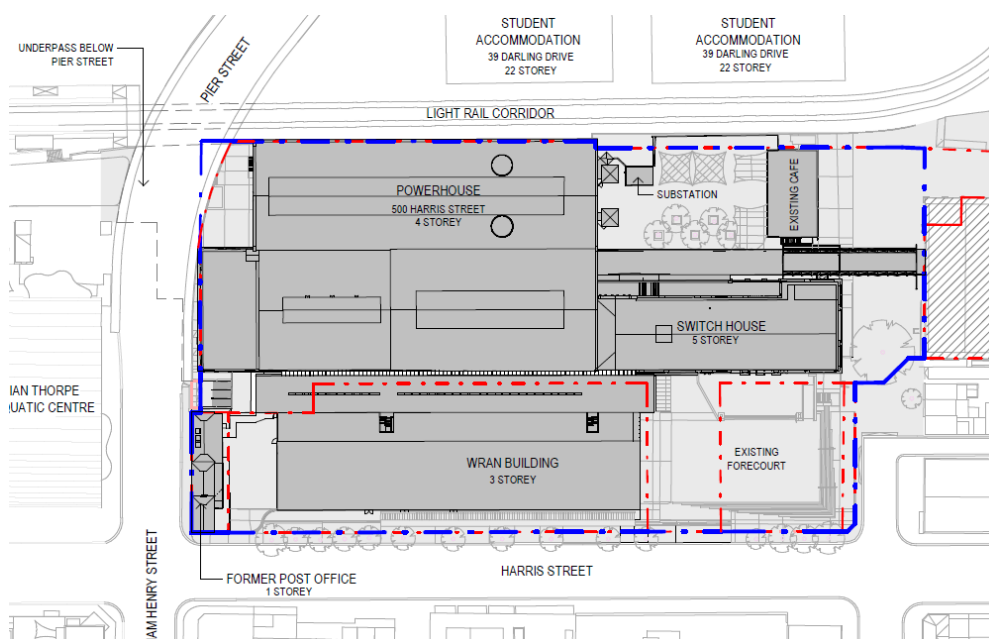 STUDENT
ACCOMMODATION
39 DARLING DRIVE
22 STOREY
STUDENT
ACCOMMODATION
39 DARLING DRIVE
22 STOREY
UNDERPASS BELOW
PIER STREET
PIER STREET
LIGHT RAIL CORRIDOR
POWERHOUSE
500 HARRIS STREET
4 STOREY
SUBSTATION
EXISTING CAFE
SWITCH HOUSE
5 STOREY
IAN THORPE
QUATIC CENTRE
WRAN BUILDING
3 STOREY
EXISTING
FORECOURT
HARRIS STREET
FORMER POST OFFICE
1 STOREY
AM HENRY STREET